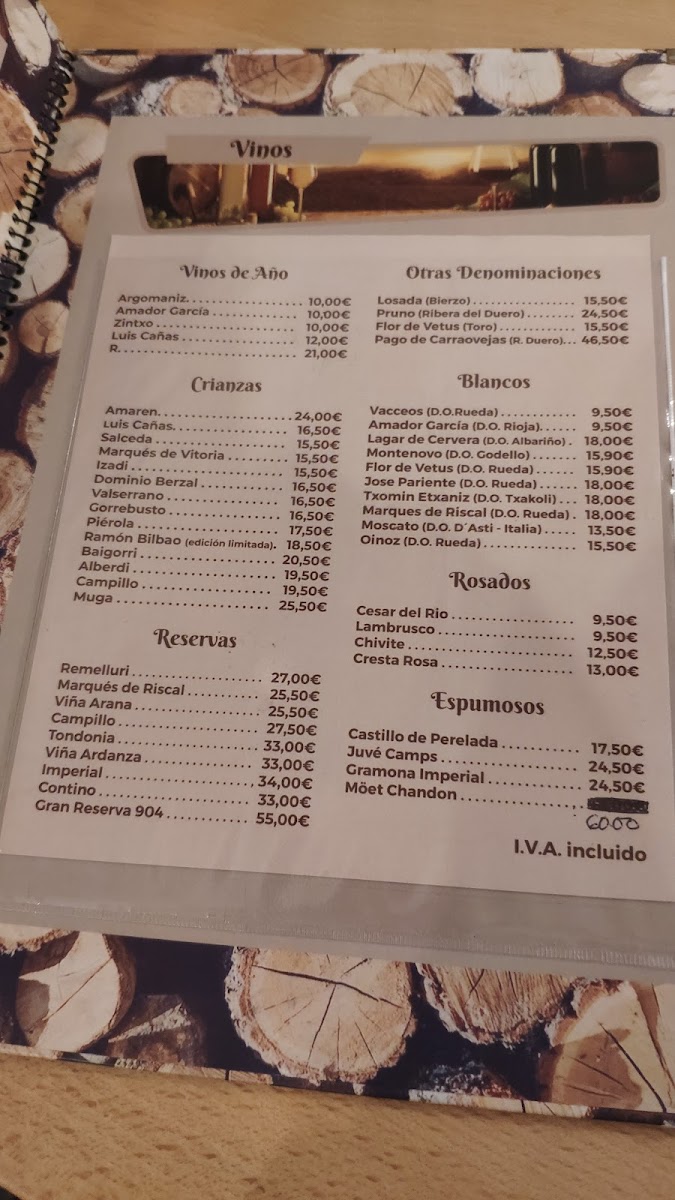 Vinos
Vinos de Año
Argomaniz. . . . . . . . . . . . . . . . . . 10,00€
Amador García . . . . . . . . . . . . . . 10,00€
Zintxo . . . . . . . . . . . . . . . . . . . . . . 10,00€
Luis Cañas . . . . . . . . . . . . . . . . . . 12,00€
R. . . . . . . . . . . . . . . . . . . . . . . . . . . 21,00€
Crianzas
Amaren. . . . . . . . . . . . . . . . . . . . 24,00€
Luis Cañas. . . . . . . . . . . . . . . . . . 16,50€
Salceda . . . . . . . . . . . . . . . . . . . . 15,50€
Marqués de Vitoria . . . . . . . . . . 15,50€
Izadi . . . . . . . . . . . . . . . . . . . . . . . 15,50€
Dominio Berzal . . . . . . . . . . . . . . 16,50€
Valserrano . . . . . . . . . . . . . . . . . . 16,50€
Gorrebusto . . . . . . . . . . . . . . . . . 16,50€
Piérola . . . . . . . . . . . . . . . . . . . . . 17,50€
Ramón Bilbao (edición limitada). 18,50€
Baigorri . . . . . . . . . . . . . . . . . . . . 20,50€
Alberdi . . . . . . . . . . . . . . . . . . . . . 19,50€
Campillo . . . . . . . . . . . . . . . . . . . 19,50€
Muga . . . . . . . . . . . . . . . . . . . . . . 25,50€
Reservas
Remelluri . . . . . . . . . . . . . . . . . . . 27,00€
Marqués de Riscal . . . . . . . . . . . 25,50€
Viña Arana . . . . . . . . . . . . . . . . . . 25,50€
Campillo . . . . . . . . . . . . . . . . . . . . 27,50€
Tondonia . . . . . . . . . . . . . . . . . . . 33,00€
Viña Ardanza . . . . . . . . . . . . . . . . 33,00€
Imperial . . . . . . . . . . . . . . . . . . . . 34,00€
Contino . . . . . . . . . . . . . . . . . . . . 33,00€
Gran Reserva 904 . . . . . . . . . . . . 55,00€
Otras Denominaciones
Losada (Bierzo) . . . . . . . . . . . . . . . 15,50€
Pruno (Ribera del Duero) . . . . . . . . 24,50€
Flor de Vetus (Toro) . . . . . . . . . . . . 15,50€
Pago de Carraovejas (R. Duero). . . 46,50€
Blancos
Vacceos (D.O.Rueda) . . . . . . . . . . . 9,50€
Amador García (D.O. Rioja). . . . . . 9,50€
Lagar de Cervera (D.O. Albariño) . 18,00€
Montenovo (D.O. Godello) . . . . . . . 15,90€
Flor de Vetus (D.O. Rueda) . . . . . . 15,90€
Jose Pariente (D.O. Rueda) . . . . . . 18,00€
Txomin Etxaniz (D.O. Txakoli) . . . 18,00€
Marques de Riscal (D.O. Rueda) . 18,00€
Moscato (D.O. D´Asti - Italia) . . . . . 13,50€
Oinoz (D.O. Rueda) . . . . . . . . . . . . . 15,50€
Rosados
Cesar del Rio . . . . . . . . . . . . . . . . . 9,50€
Lambrusco . . . . . . . . . . . . . . . . . . . 9,50€
Chivite . . . . . . . . . . . . . . . . . . . . . . . 12,50€
Cresta Rosa . . . . . . . . . . . . . . . . . . 13,00€
Espumosos
Castillo de Perelada . . . . . . . . . . 17,50€
Juvé Camps . . . . . . . . . . . . . . . . . 24,50€
Gramona Imperial . . . . . . . . . . . . 24,50€
Möet Chandon . . . . . . . . . . . . . .
60.00
I.V.A. incluido